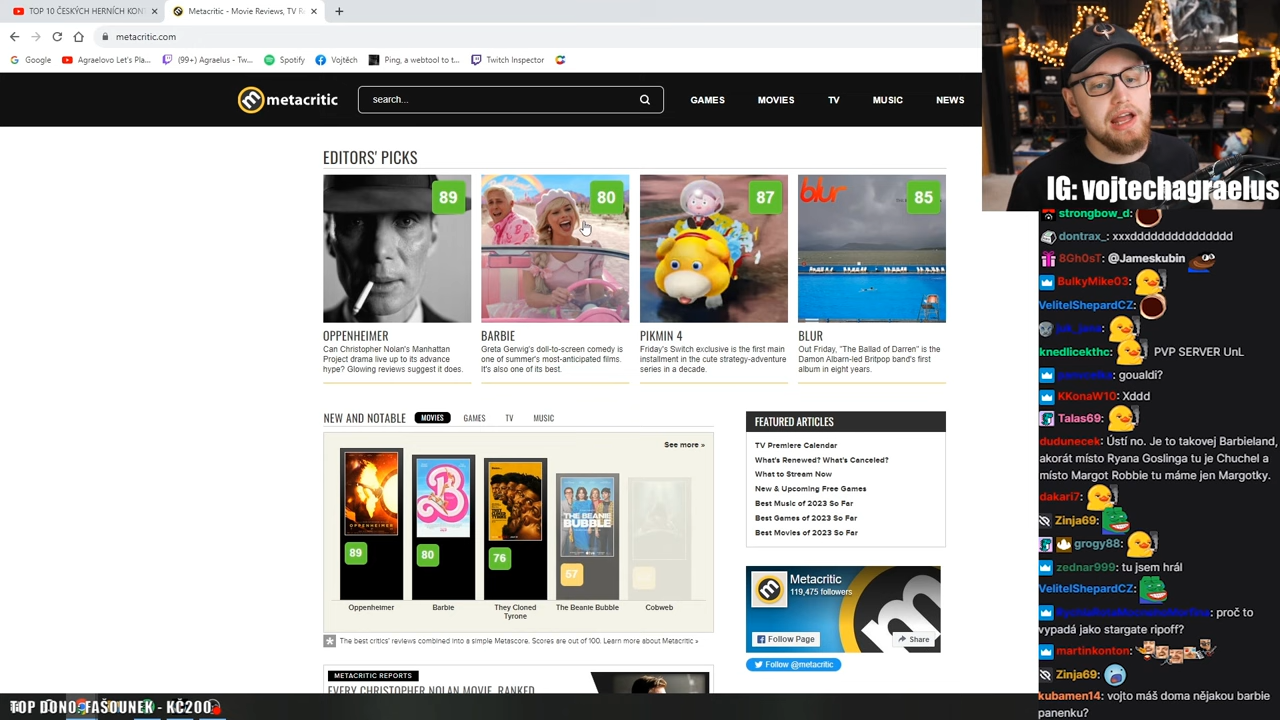 TOP 10 ČESKÝCH HERNÍCH KON
Metacritic - Movie Reviews, TV R
metacritic.com
Google
Agraelovo Let's Pla...
(99+) Agraelus - Tw...
Spotify
Vojtěch
Ping, a webtool to t...
Twitch Inspector
metacritic
search...
GAMES
MOVIES
TV
MUSIC
NEWS
IG: vojtechagraelus
EDITORS' PICKS
89
80
87
blur
85
OPPENHEIMER
Can Christopher Nolan's Manhattan
Project drama live up to its advance
hype? Glowing reviews suggest it does.
BARBIE
Greta Gerwig's doll-to-screen comedy is
one of summer's most-anticipated films.
It's also one of its best.
PIKMIN 4
Friday's Switch exclusive is the first main
installment in the cute strategy-adventure
series in a decade.
BLUR
Out Friday, "The Ballad of Darren" is the
Damon Albarn-led Britpop band's first
album in eight years.
NEW AND NOTABLE
MOVIES
GAMES
TV
MUSIC
See more »
OPPENHEIMER
89
Oppenheimer
80
Barbie
76
They Cloned
Tyrone
THE BEANIE
BUBBLE
57
The Beanie Bubble
Cobweb
The best critics' reviews combined into a simple Metascore. Scores are out of 100. Learn more about Metacritic »
METACRITIC REPORTS
EVERY CHRISTOPHER NOLAN MOVIE, RANKED
FEATURED ARTICLES
TV Premiere Calendar
What's Renewed? What's Canceled?
What to Stream Now
New & Upcoming Free Games
Best Music of 2023 So Far
Best Games of 2023 So Far
Best Movies of 2023 So Far
Metacritic
119,475 followers
Follow Page
Share
Follow @metacritic
strongbow_d:
dontrax_: xxxdddddddddddddddd
8Gh0sT: @Jameskubin
BulkyMike03:
VelitelShepardCZ:
knedlicekthc: PVP SERVER UnL
goualdi?
KKonaW10: Xddd
Talas69:
dudunecek: Ústí no. Je to takovej Barbieland,
akorát místo Ryana Goslinga tu je Chuchel a
místo Margot Robbie tu máme jen Margotky.
dakari7:
Zinja69:
grogy88:
zednar999: tu jsem hrál
VelitelShepardCZ:
proč to
vypadá jako stargate ripoff?
martinkonton:
Zinja69:
kubamen14: vojto máš doma nějakou barbie
panenku?
TOP DONO: FASOUNEK - KČ200